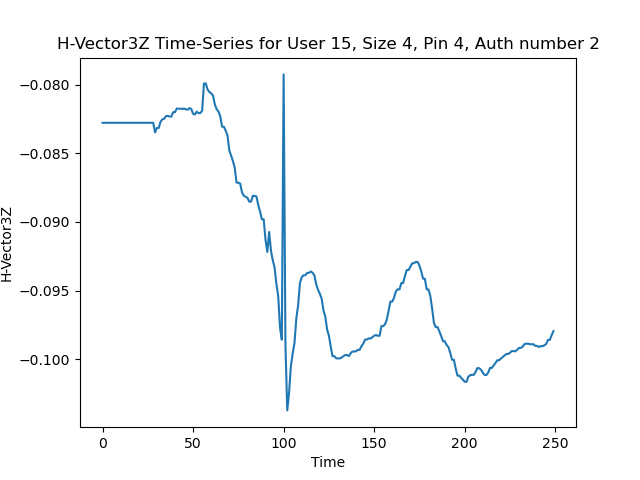 H-Vector3Z Time-Series for User 15, Size 4, Pin 4, Auth number 2
−0.080
−0.085
−0.090
−0.095
−0.100
H-Vector3Z
0 50 100 150 200 250
Time